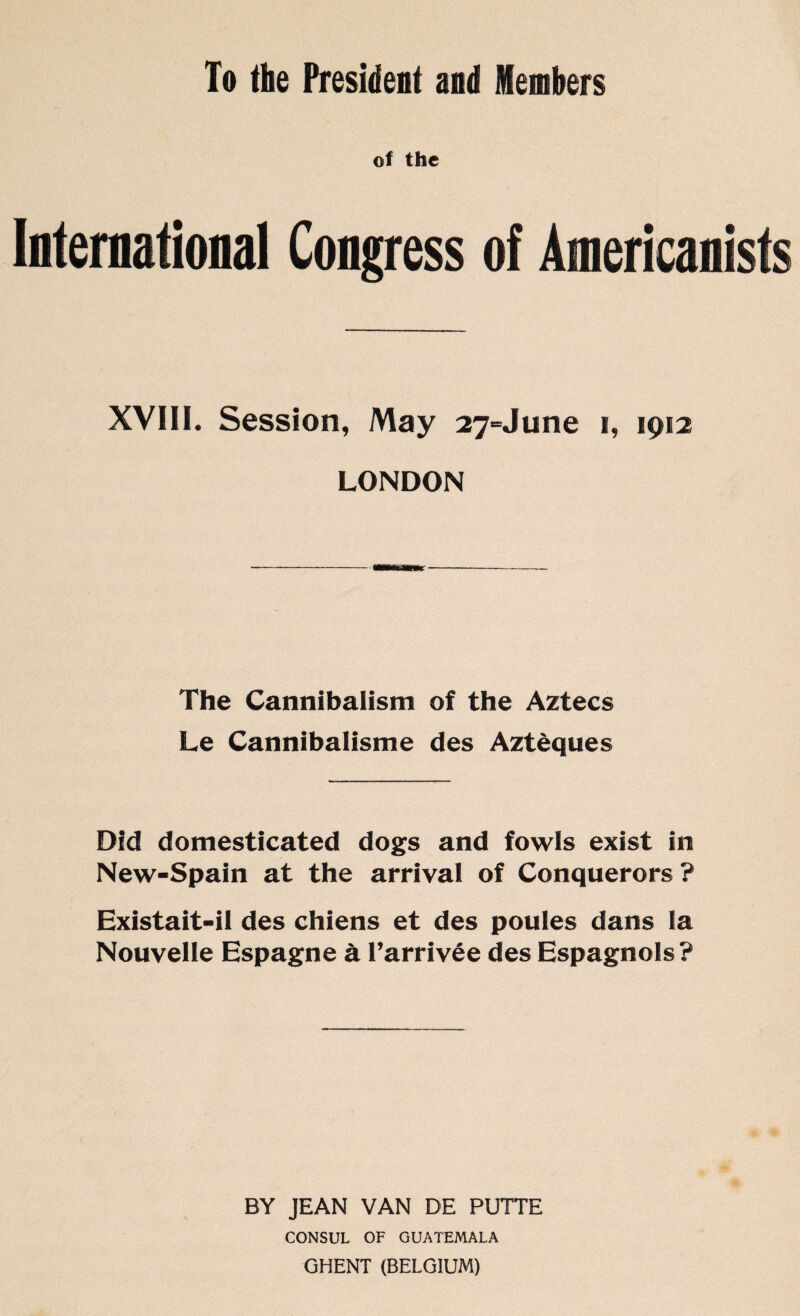 To the President and Members
of the
International Congress of Americanists
XVIII. Session, May 27=June 1, 1912
LONDON
The Cannibalism of the Aztecs
Le Cannibalisme des Aztèques
Did domesticated dogs and fowls exist in
New-Spain at the arrival of Conquerors ?
Existait-il des chiens et des poules dans la
Nouvelle Espagne à l'arrivée des Espagnols ?
BY JEAN VAN DE PUTTE
CONSUL OF GUATEMALA
GHENT (BELGIUM)